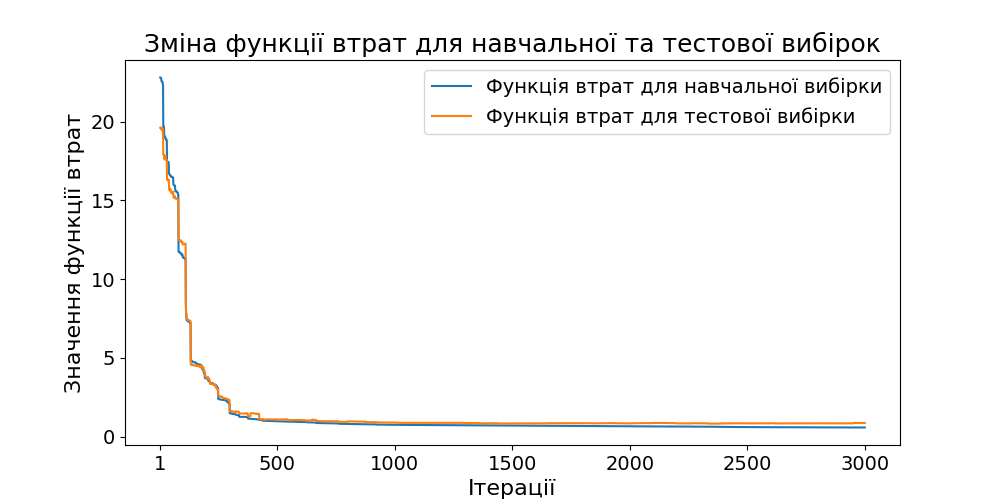 Зміна функції втрат для навчальної та тестової вибірок
Функція втрат для навчальної вибірки
Функція втрат для тестової вибірки
Значення функції втрат
20
15
10
5
0
1 500 1000 1500 2000 2500 3000
Ітерації